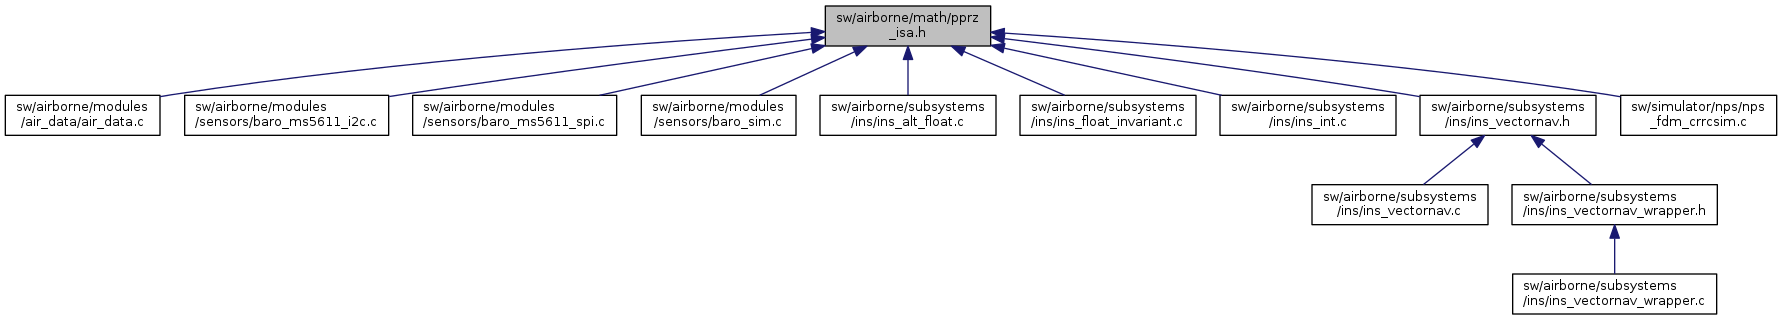 sw/airborne/math/pprz
_isa.h
sw/airborne/modules
/air_data/air_data.c
sw/airborne/modules
/sensors/baro_ms5611_i2c.c
sw/airborne/modules
/sensors/baro_ms5611_spi.c
sw/airborne/modules
/sensors/baro_sim.c
sw/airborne/subsystems
/ins/ins_alt_float.c
sw/airborne/subsystems
/ins/ins_float_invariant.c
sw/airborne/subsystems
/ins/ins_int.c
sw/airborne/subsystems
/ins/ins_vectornav.h
sw/simulator/nps/nps
_fdm_crrcsim.c
sw/airborne/subsystems
/ins/ins_vectornav.c
sw/airborne/subsystems
/ins/ins_vectornav_wrapper.h
sw/airborne/subsystems
/ins/ins_vectornav_wrapper.c